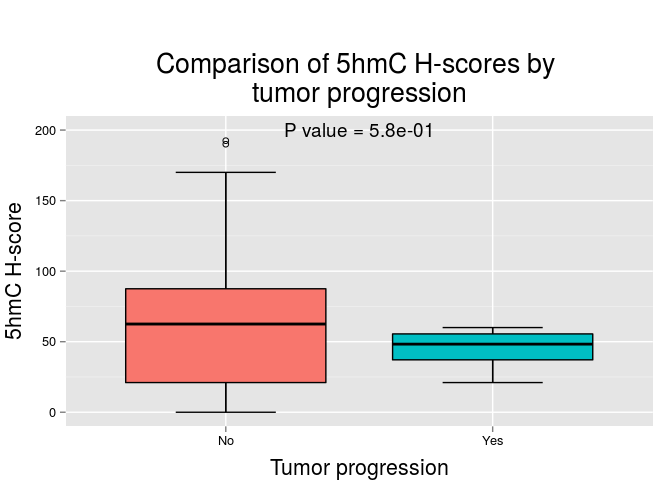 Comparison of 5hmC H-scores by
tumor progression
P value = 5.8e-01
200
150
100
50
0
5hmC H-score
No
Yes
Tumor progression